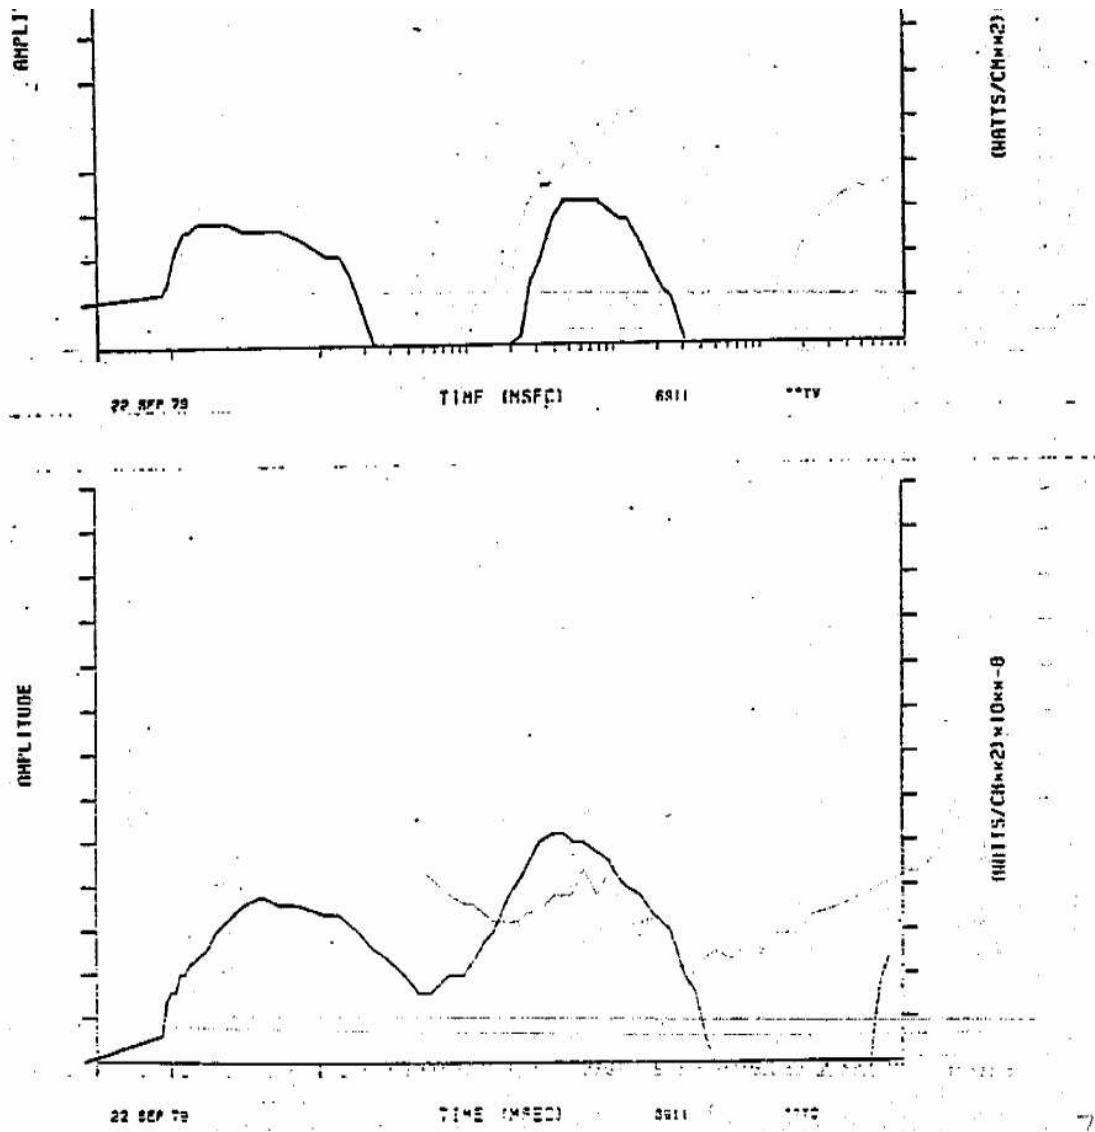 AMPLI
(WATTS/CM**2)
22 SEP 79 TIME (MSEC) 6911 **TV
AMPLITUDE
(WATTS/CM**2)*10**-8
22 SEP 79 TIME (MSEC) 6911